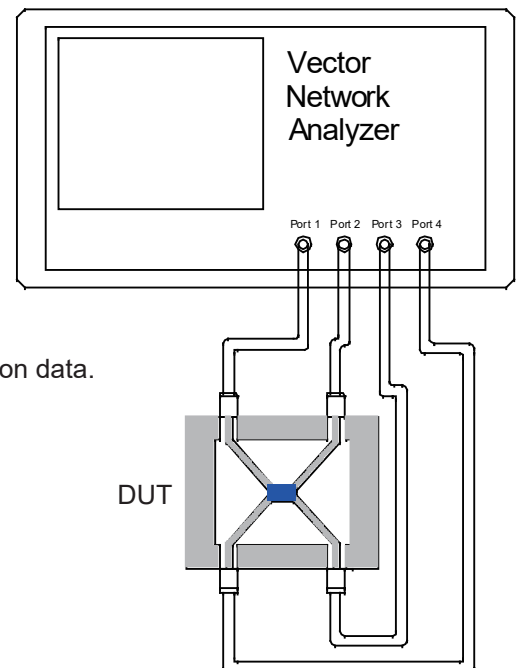 Vector
Network
Analyzer
Port 1 Port 2 Port 3 Port 4
on data.
DUT